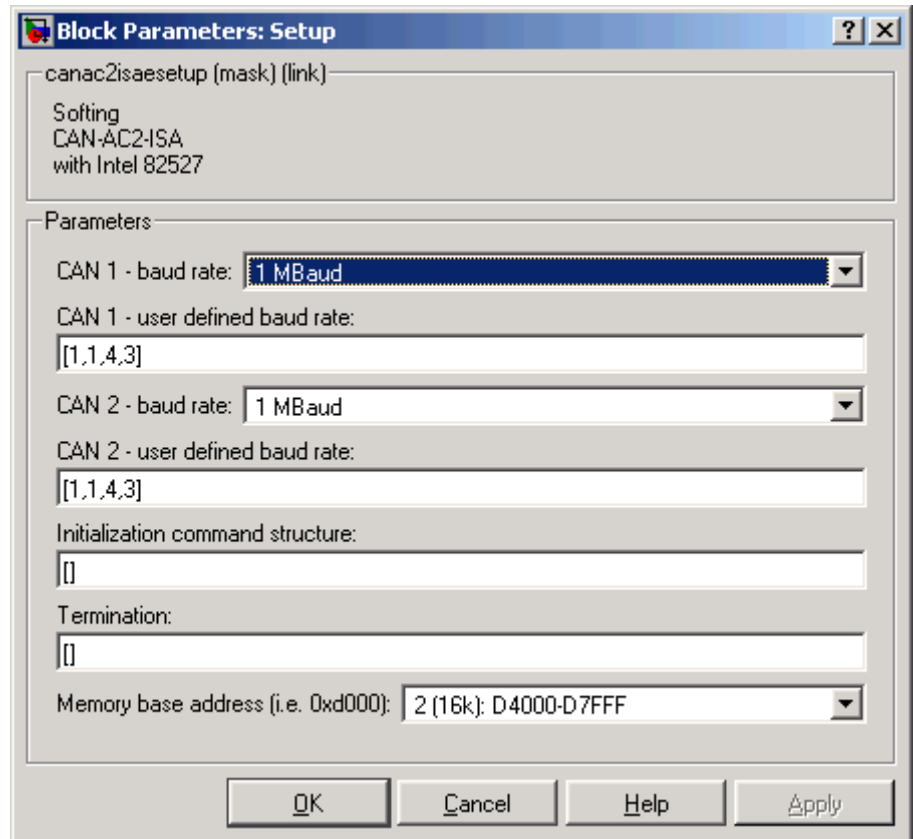 Block Parameters: Setup
canac2isaesetup (mask) (link)
Softing
CAN-AC2-ISA
with Intel 82527
Parameters
CAN 1 - baud rate: 1 MBaud
CAN 1 - user defined baud rate:
[1,1,4,3]
CAN 2 - baud rate: 1 MBaud
CAN 2 - user defined baud rate:
[1,1,4,3]
Initialization command structure:
[]
Termination:
[]
Memory base address (i.e. 0xd000): 2 (16k): D4000-D7FFF
OK Cancel Help Apply